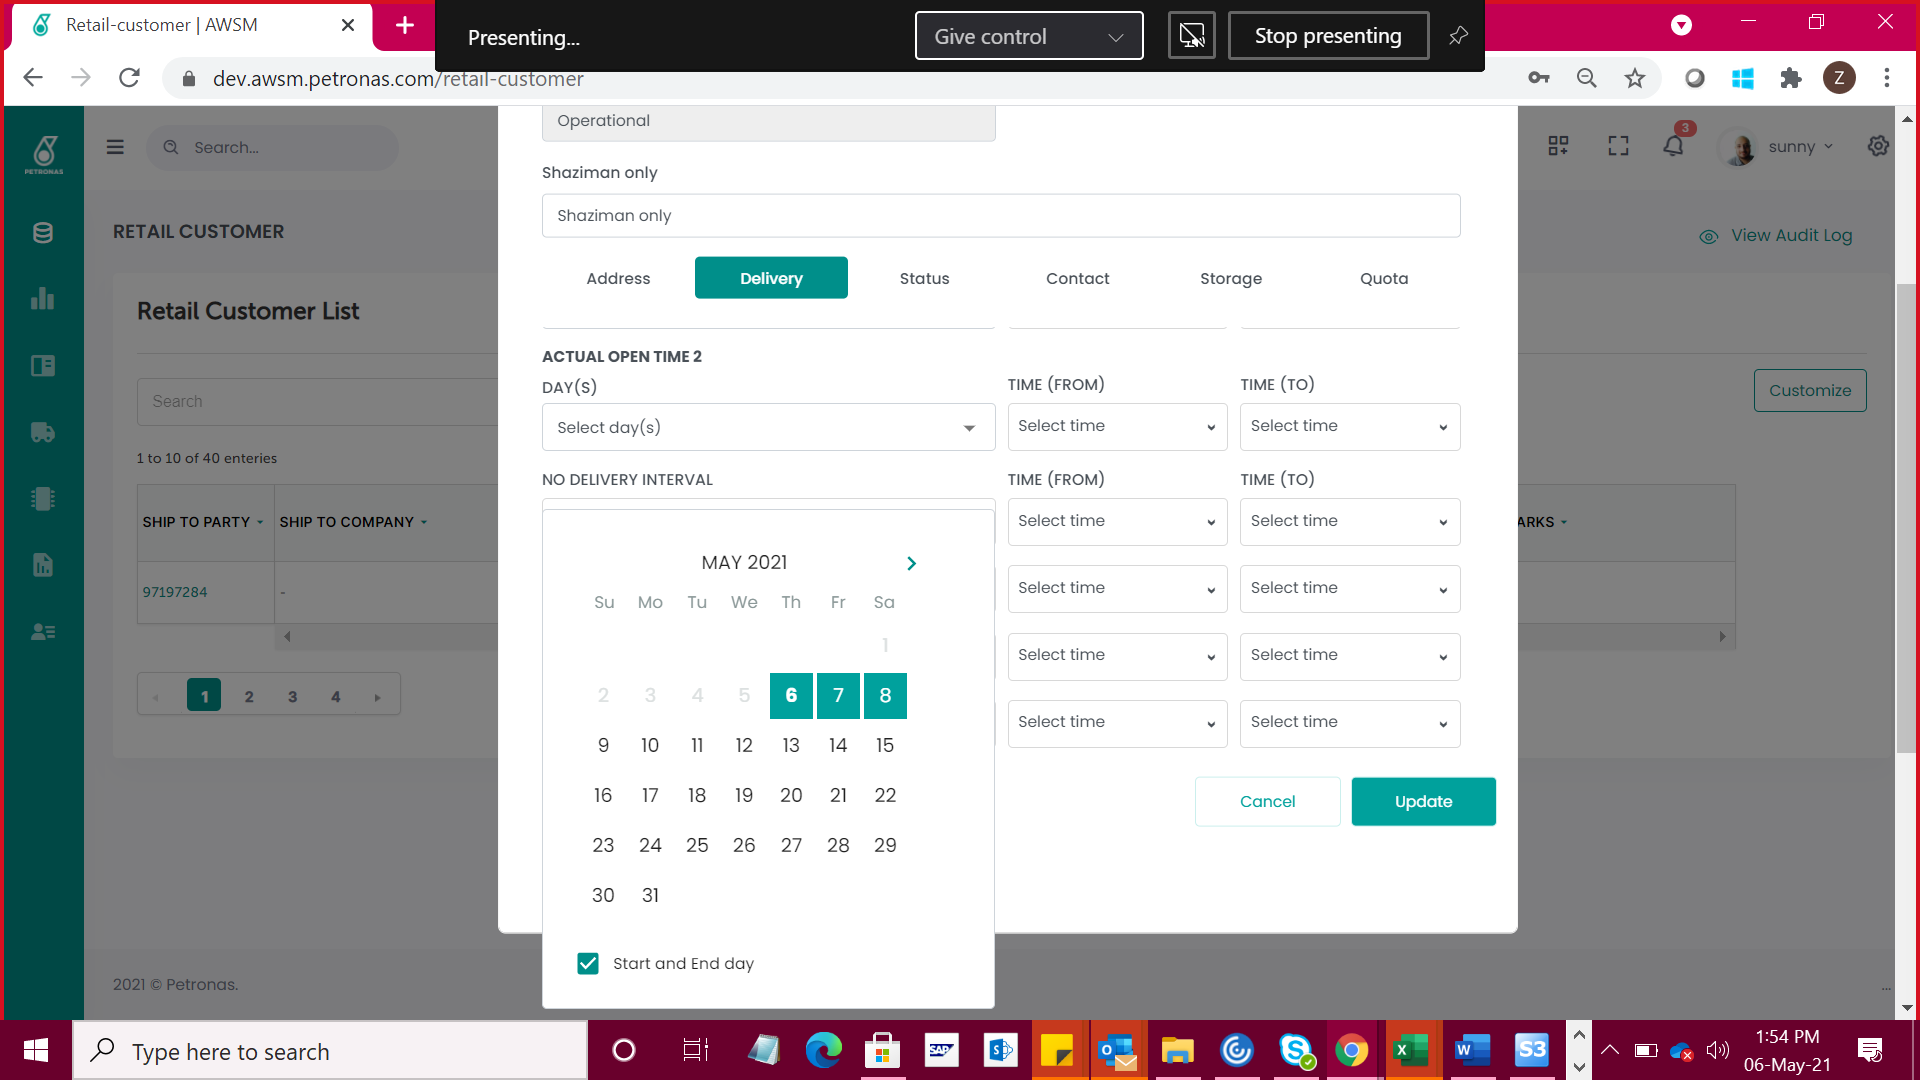 Retail-customer | AWSM
Presenting...
Give control
Stop presenting
dev.awsm.petronas.com/retail-customer
Z
PETRONAS
Search...
3
sunny
Operational
Shaziman only
Shaziman only
RETAIL CUSTOMER
View Audit Log
Address
Delivery
Status
Contact
Storage
Quota
Retail Customer List
Customize
Search
1 to 10 of 40 enteries
SHIP TO PARTY
SHIP TO COMPANY
ARKS
97197284
-
1
2
3
4
ACTUAL OPEN TIME 2
DAY(S)
TIME (FROM)
TIME (TO)
Select day(s)
Select time
Select time
NO DELIVERY INTERVAL
TIME (FROM)
TIME (TO)
Select time
Select time
Select time
Select time
Select time
Select time
Select time
Select time
MAY 2021
Su Mo Tu We Th Fr Sa
1
2 3 4 5 6 7 8
9 10 11 12 13 14 15
16 17 18 19 20 21 22
23 24 25 26 27 28 29
30 31
Start and End day
Cancel
Update
2021 © Petronas.
...
Type here to search
SAP
S3
1:54 PM
06-May-21